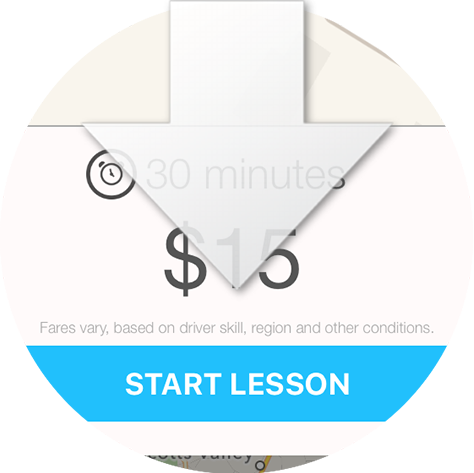 30 minutes
$15
Fares vary, based on driver skill, region and other conditions.
START LESSON
cotts Valley